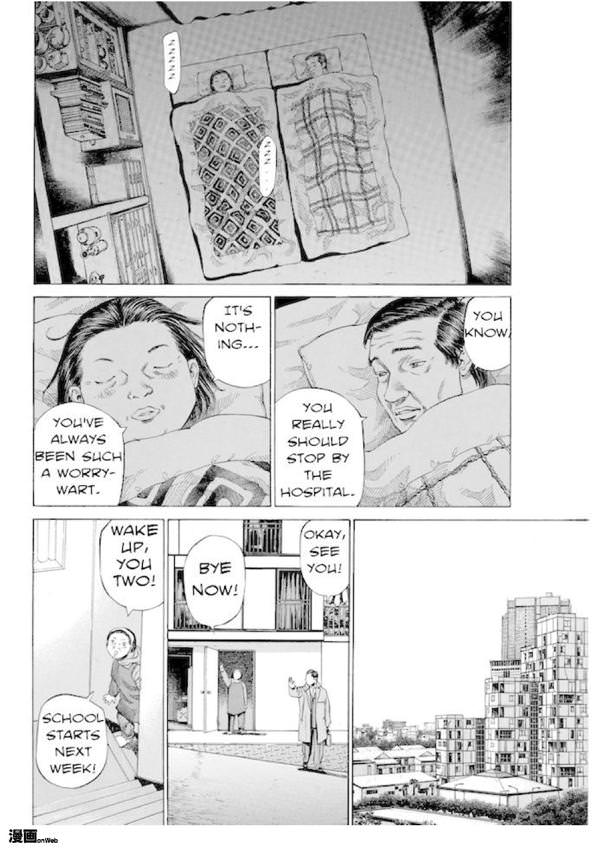 ZZZZZ
ZZZ...
YOU
KNOW,
YOU
REALLY
SHOULD
STOP BY
THE
HOSPITAL.
IT'S
NOTH-
ING...
YOU'VE
ALWAYS
BEEN SUCH
A WORRY-
WART.
OKAY,
SEE
YOU!
BYE
NOW!
WAKE
UP,
YOU
TWO!
SCHOOL
STARTS
NEXT
WEEK!
漫画onWeb